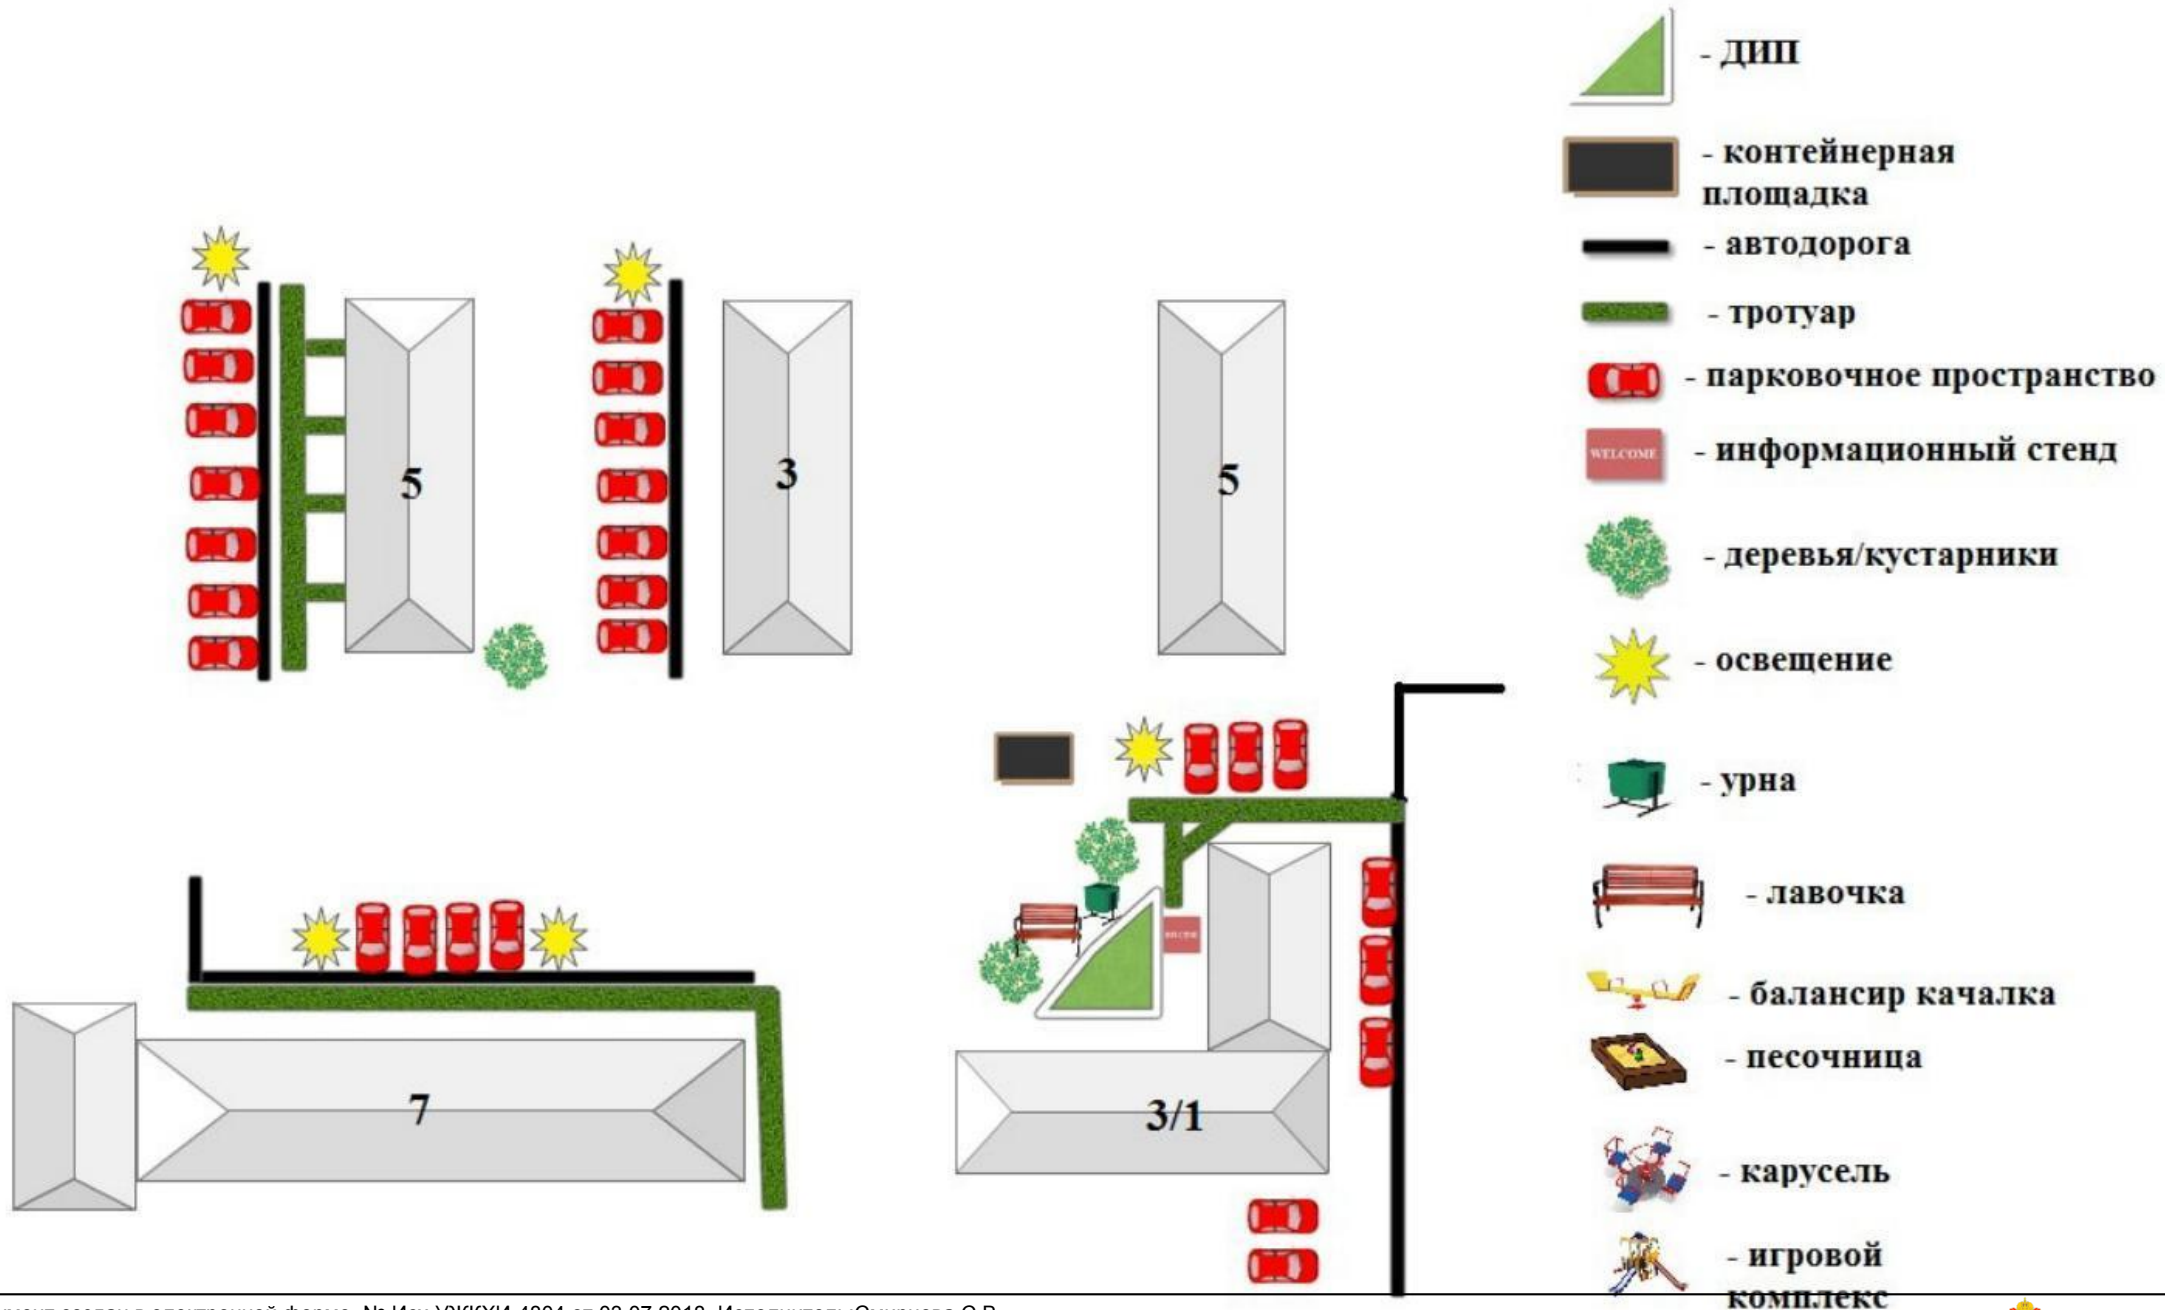 - ДИП
- контейнерная
площадка
- автодорога
- тротуар
- парковочное пространство
WELCOME
- информационный стенд
- деревья/кустарники
- освещение
- урна
- лавочка
- балансир качалка
- песочница
- карусель
- игровой
комплекс
5
3
5
7
3/1